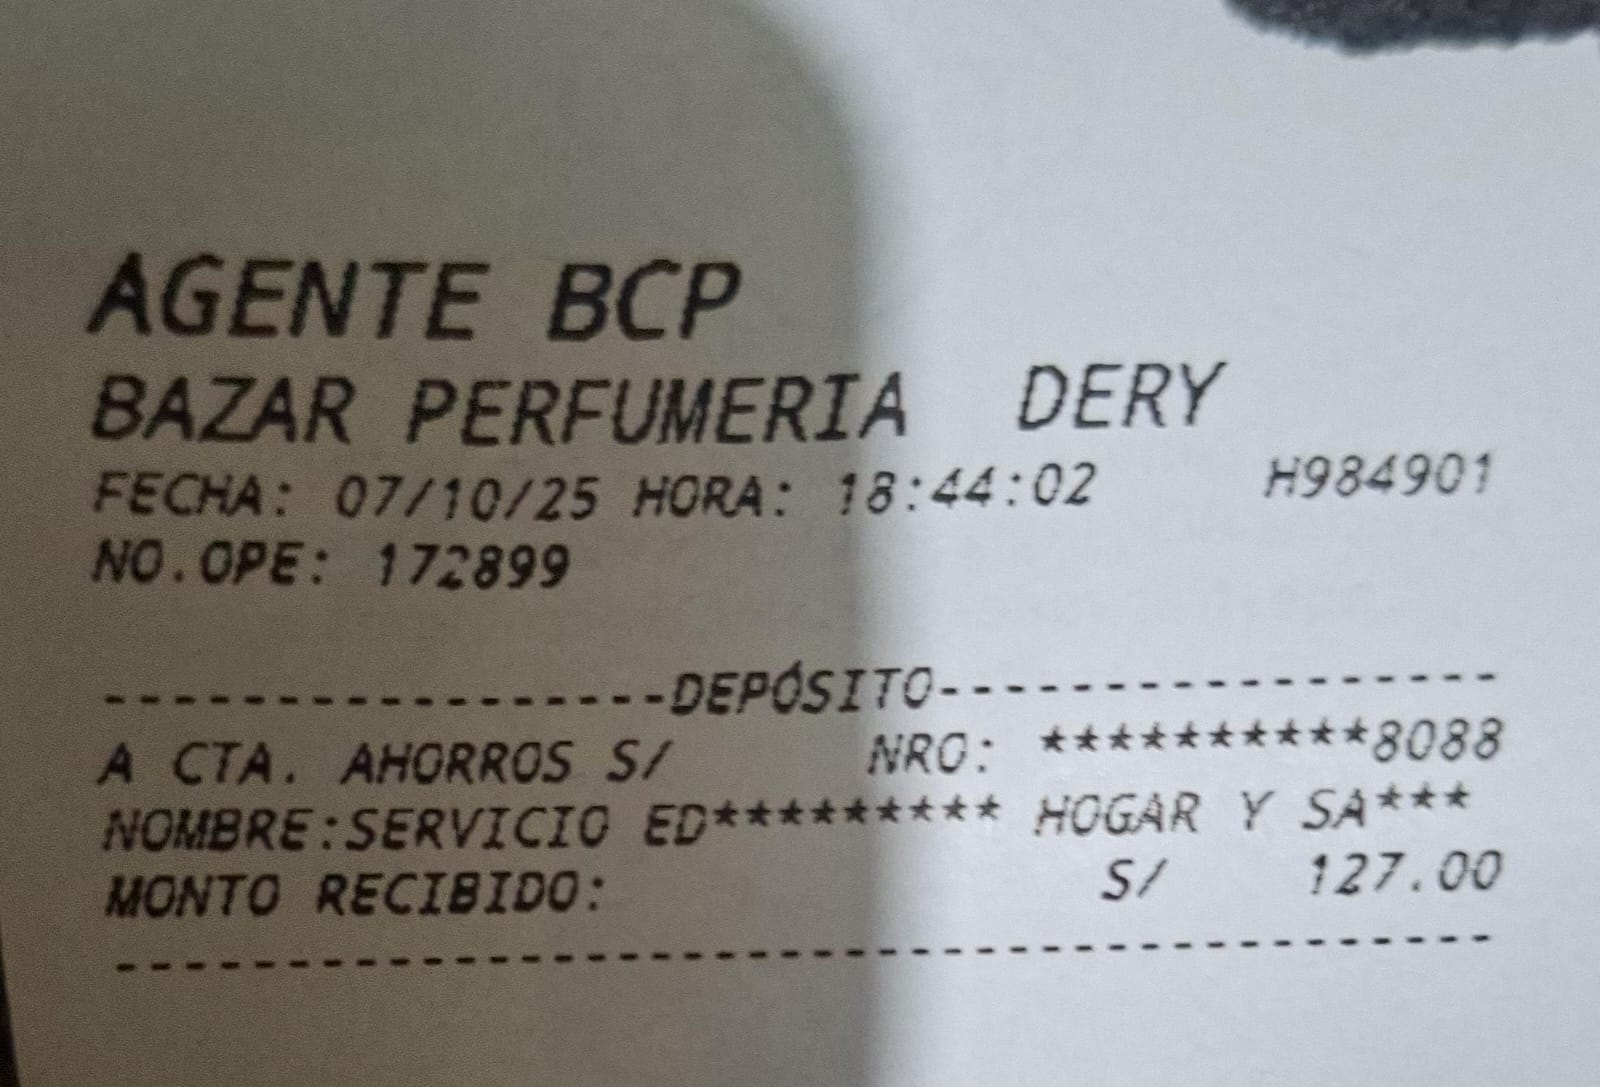 AGENTE BCP
BAZAR PERFUMERIA DERY
FECHA: 07/10/25 HORA: 18:44:02 H984901
NO.OPE: 172899
-----------------DEPÓSITO-----------------
A CTA. AHORROS S/ NRO: **********8088
NOMBRE:SERVICIO ED********* HOGAR Y SA***
MONTO RECIBIDO: S/ 127.00
------------------------------------------